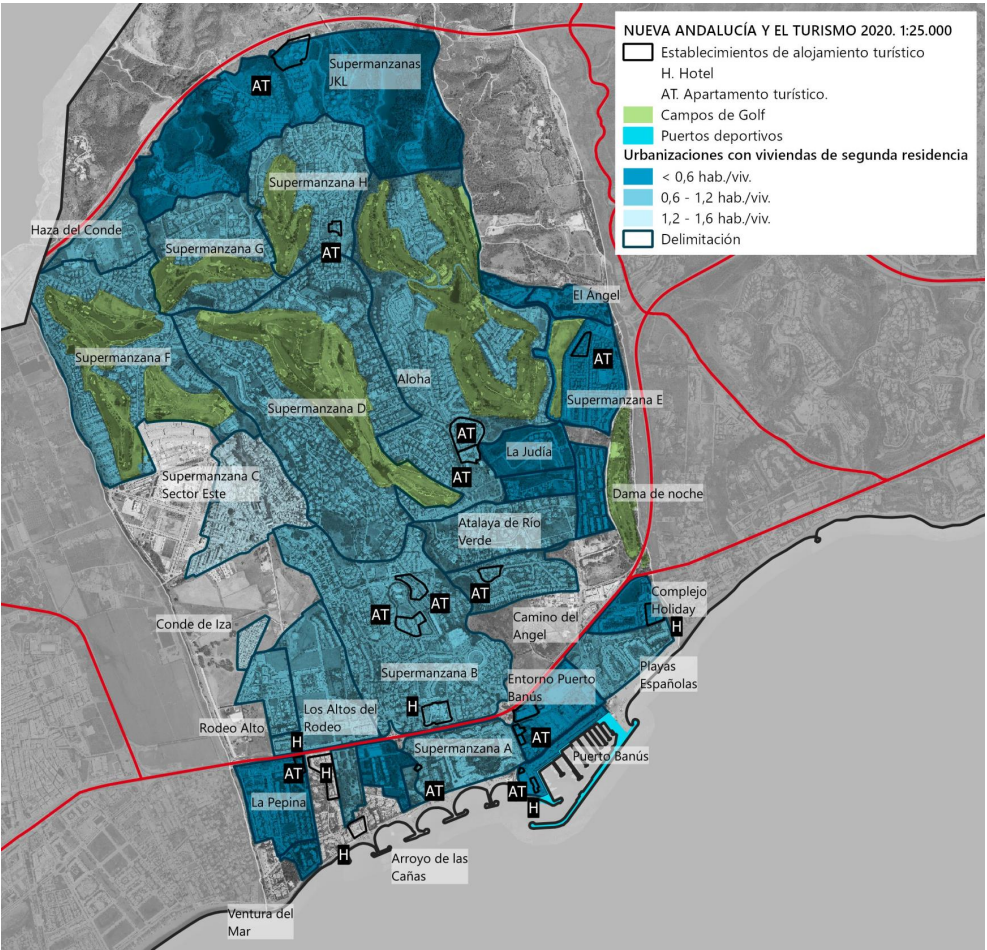 NUEVA ANDALUCÍA Y EL TURISMO 2020. 1:25.000
Establecimientos de alojamiento turístico
H. Hotel
AT. Apartamento turístico.
Campos de Golf
Puertos deportivos
Urbanizaciones con viviendas de segunda residencia
< 0,6 hab./viv.
0,6 - 1,2 hab./viv.
1,2 - 1,6 hab./viv.
Delimitación
Supermanzanas
JKL
AT
Supermanzana H
Haza del Conde
Supermanzana G
AT
El Ángel
Supermanzana F
AT
Aloha
Supermanzana E
Supermanzana D
AT
La Judía
Supermanzana C
Sector Este
AT
Dama de noche
Atalaya de Río
Verde
AT
AT
AT
Complejo
Holiday
Conde de Iza
Camino del
Angel
H
Supermanzana B
Entorno Puerto
Banús
Playas
Españolas
Los Altos del
Rodeo
H
Rodeo Alto
H
Supermanzana A
AT
Puerto Banús
AT
H
La Pepina
AT
AT
H
H
Arroyo de las
Cañas
Ventura del
Mar